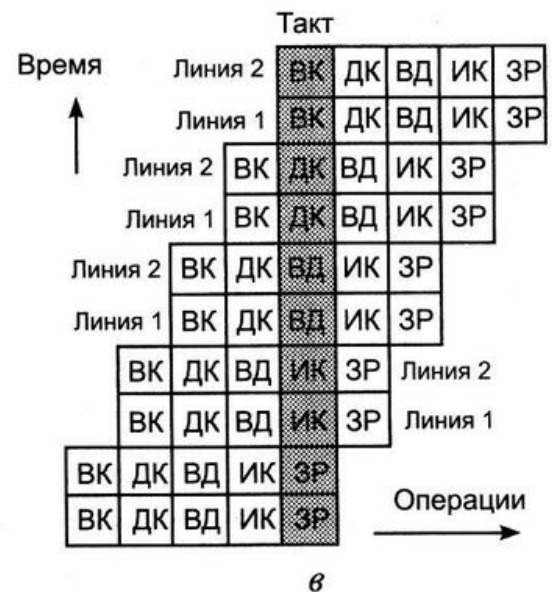 Такт
Время
Линия 2 ВК ДК ВД ИК ЗР
Линия 1 ВК ДК ВД ИК ЗР
Линия 2 ВК ДК ВД ИК ЗР
Линия 1 ВК ДК ВД ИК ЗР
Линия 2 ВК ДК ВД ИК ЗР
Линия 1 ВК ДК ВД ИК ЗР
ВК ДК ВД ИК ЗР Линия 2
ВК ДК ВД ИК ЗР Линия 1
ВК ДК ВД ИК ЗР
ВК ДК ВД ИК ЗР
Операции
в